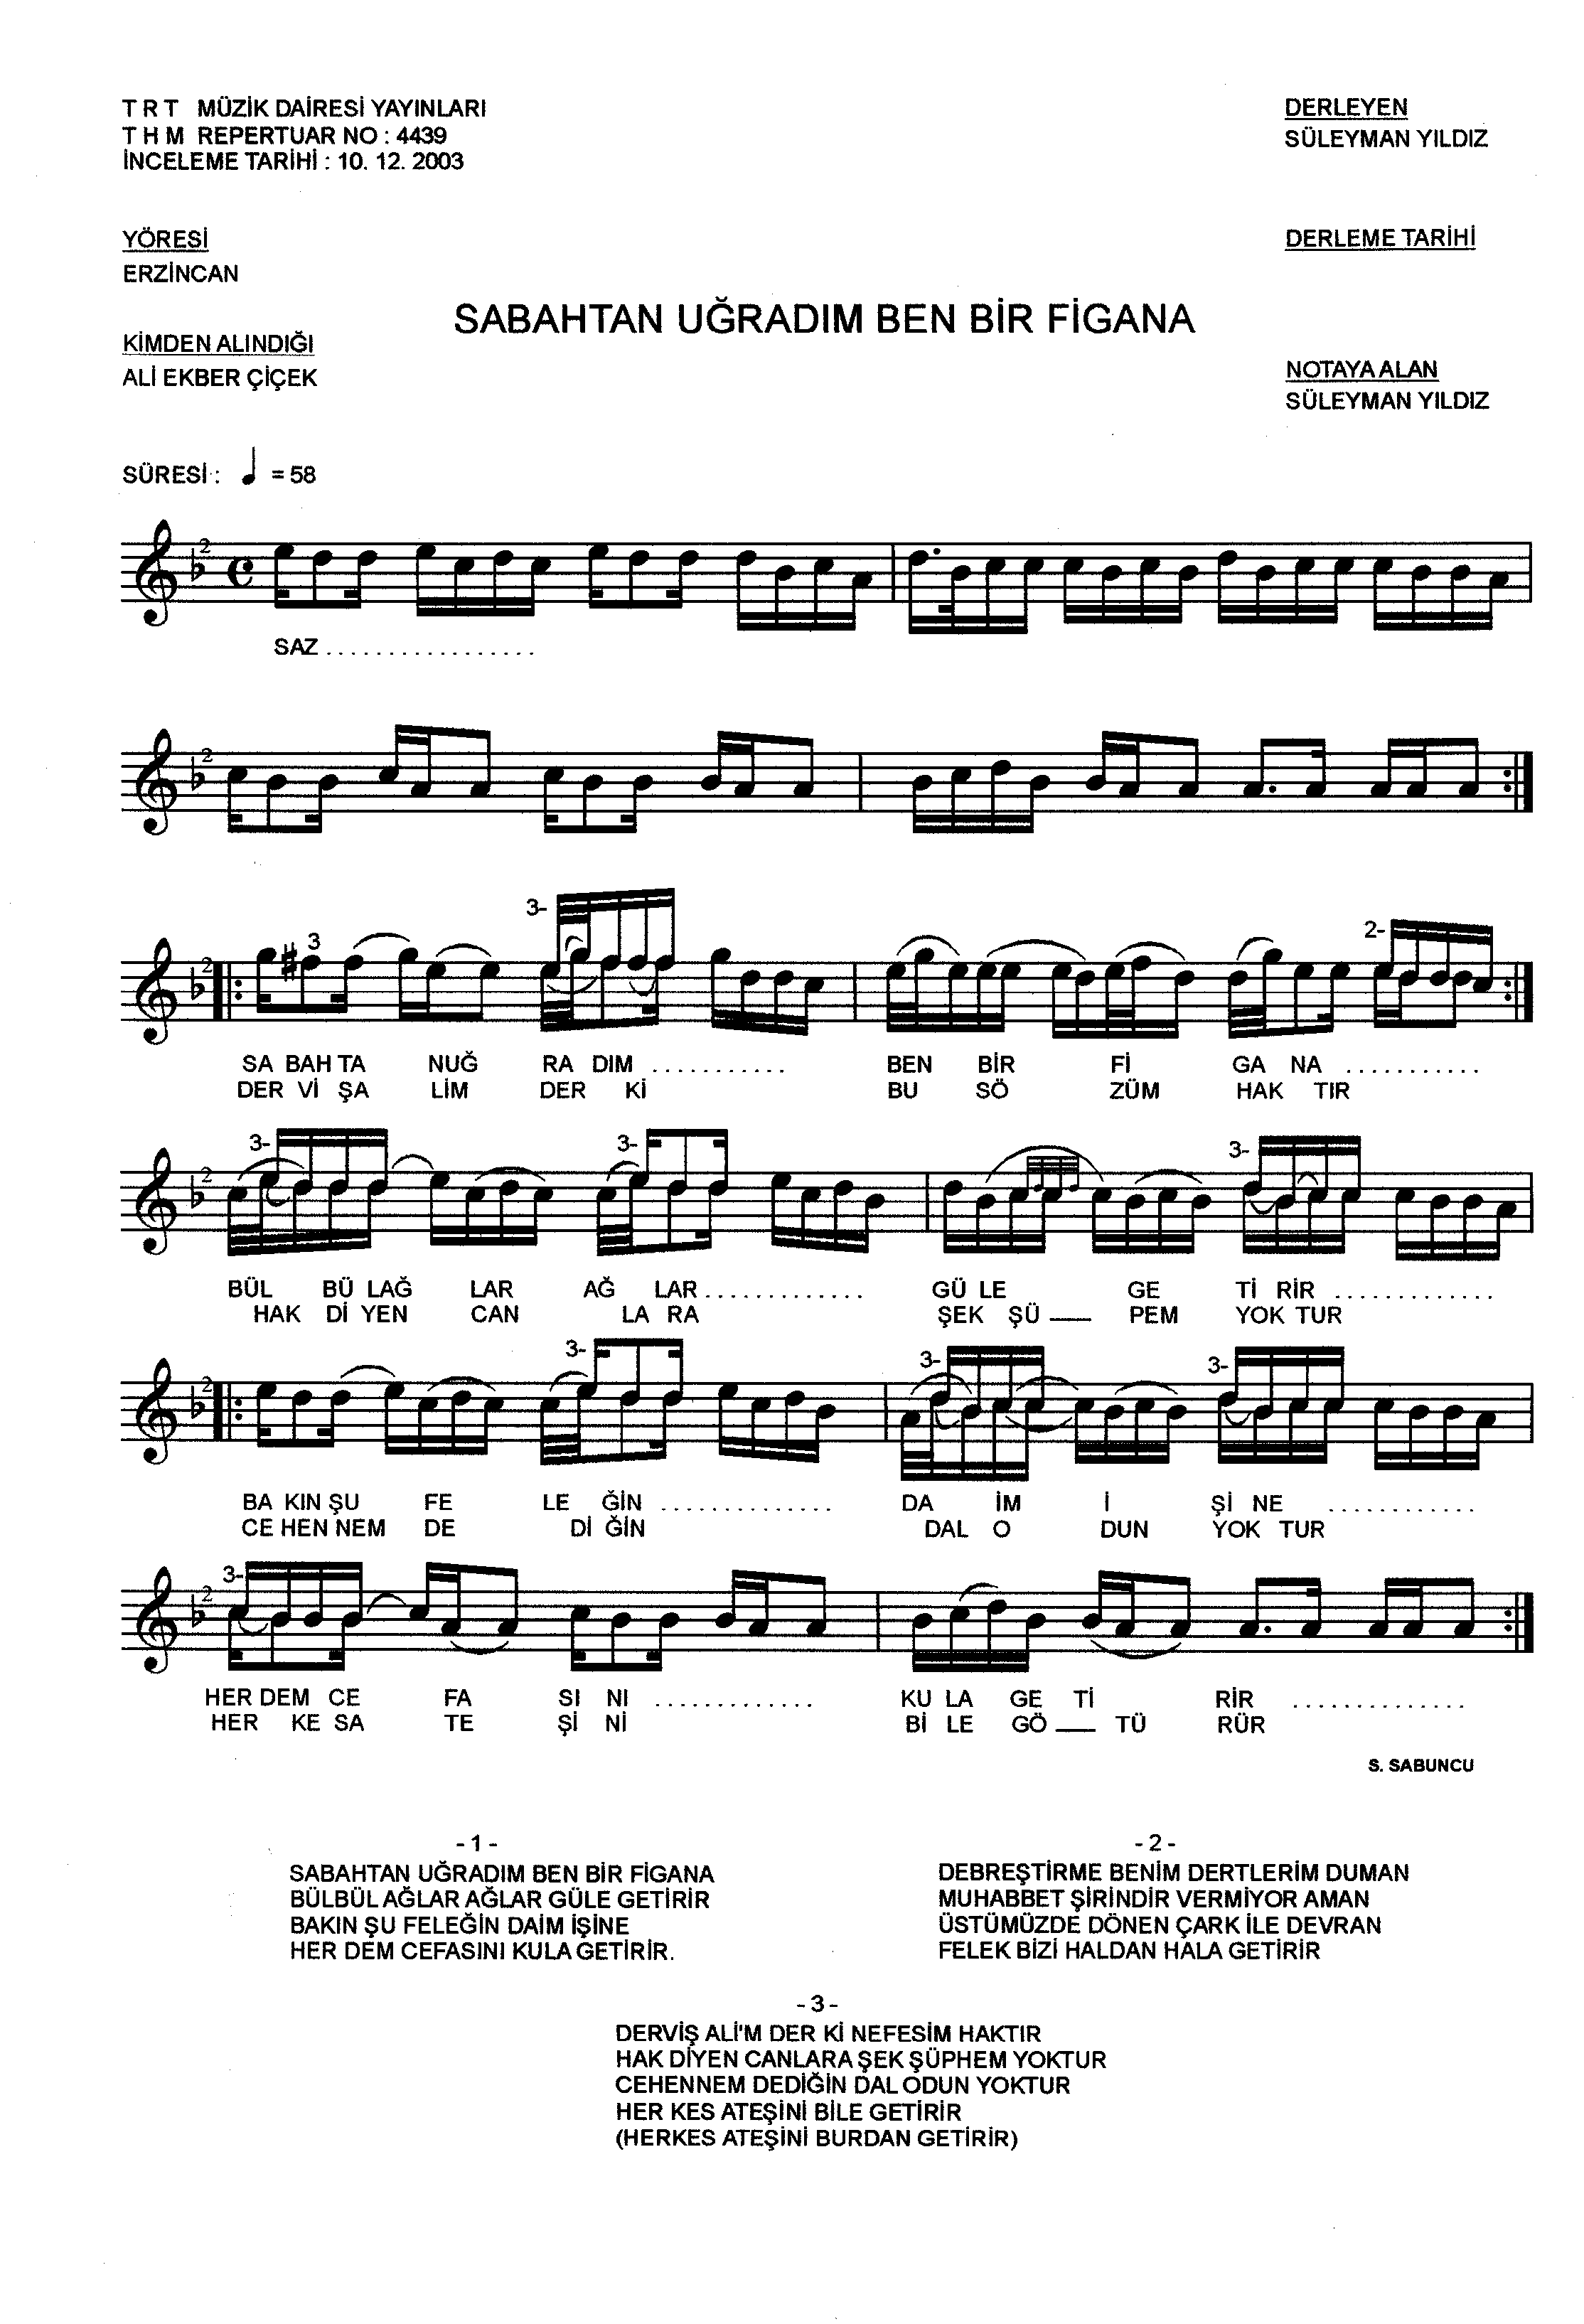 T R T MÜZİK DAİRESİ YAYINLARI
T H M REPERTUAR NO : 4439
İNCELEME TARİHİ : 10. 12. 2003
DERLEYEN
SÜLEYMAN YILDIZ
YÖRESİ
ERZİNCAN
DERLEME TARİHİ
SABAHTAN UĞRADIM BEN BİR FİGANA
KİMDEN ALINDIĞI
ALİ EKBER ÇİÇEK
NOTAYA ALAN
SÜLEYMAN YILDIZ
SÜRESİ : = 58
SAZ . . . . . . . . . . . . . . . . .
SA BAH TA NUĞ RA DIM . . . . . . . . . . . BEN BİR Fİ GA NA . . . . . . . . . . .
DER Vİ ŞA LİM DER Kİ BU SÖ ZÜM HAK TIR
BÜL BÜ LAĞ LAR AĞ LAR . . . . . . . . . . . . . GÜ LE GE Tİ RİR . . . . . . . . . . . . .
HAK Dİ YEN CAN LA RA ŞEK ŞÜ — PEM YOK TUR
BA KIN ŞU FE LE ĞİN . . . . . . . . . . . . . . DA İM İ Şİ NE . . . . . . . . . . . .
CE HEN NEM DE Dİ ĞİN DAL O DUN YOK TUR
HER DEM CE FA SI NI . . . . . . . . . . . . . KU LA GE Tİ RİR . . . . . . . . . . . . . .
HER KE SA TE Şİ Nİ Bİ LE GÖ — TÜ RÜR
S. SABUNCU
- 1 -
SABAHTAN UĞRADIM BEN BİR FİGANA
BÜLBÜL AĞLAR AĞLAR GÜLE GETİRİR
BAKIN ŞU FELEĞİN DAİM İŞİNE
HER DEM CEFASINI KULA GETİRİR.
- 2 -
DEBREŞTİRME BENİM DERTLERİM DUMAN
MUHABBET ŞİRİNDİR VERMİYOR AMAN
ÜSTÜMÜZDE DÖNEN ÇARK İLE DEVRAN
FELEK BİZİ HALDAN HALA GETİRİR
- 3 -
DERVİŞ ALİ'M DER Kİ NEFESİM HAKTIR
HAK DİYEN CANLARA ŞEK ŞÜPHEM YOKTUR
CEHENNEM DEDİĞİN DAL ODUN YOKTUR
HER KES ATEŞİNİ BİLE GETİRİR
(HERKES ATEŞİNİ BURDAN GETİRİR)